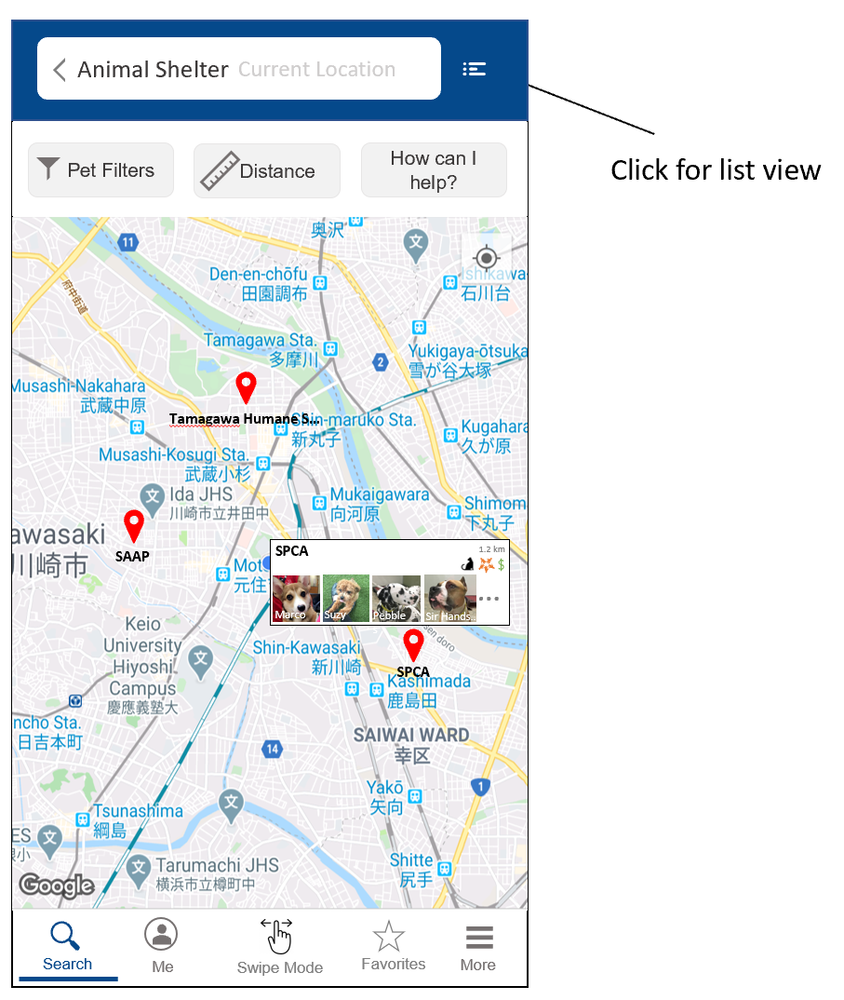 Animal Shelter Current Location
Click for list view
Pet Filters
Distance
How can I
help?
奥沢
11
文
Den-en-chōfu
田園調布
石川台
府中街道
Tamagawa Sta.
多摩川
2
Yukigaya-ōtsuka
雪が谷大塚
Musashi-Nakahara
武蔵中原
Tamagawa Humane S...
Shin-maruko Sta.
新丸子
Kugahara
久が原
Musashi-Kosugi Sta.
武蔵小杉
文
Ida JHS
川崎市立井田中
Mukaigawara
向河原
Shimom
下丸子
awasaki
川崎市
SAAP
SPCA
1.2 km
$
Mot
元住
Marco
Suzy
Pebble
Sir Hands..
Keio
University
Hiyoshi
Campus
慶應義塾大
文
Shin-Kawasaki
新川崎
sen doro
SPCA
Kashimada
鹿島田
ncho Sta.
日吉本町
SAIWAI WARD
幸区
14
1
Yakō
矢向
文
Tsunashima
綱島
ES
文
Shitte
尻手
文
Tarumachi JHS
横浜市立樽町中
Google
Search
Me
Swipe Mode
Favorites
More